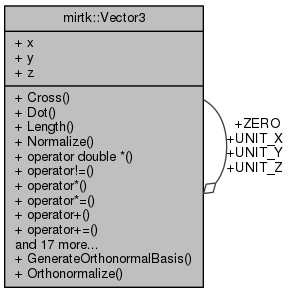 mirtk::Vector3
+ x
+ y
+ z
+ Cross()
+ Dot()
+ Length()
+ Normalize()
+ operator double *()
+ operator!=()
+ operator*()
+ operator*=()
+ operator+()
+ operator+=()
and 17 more...
+ GenerateOrthonormalBasis()
+ Orthonormalize()
+ZERO
+UNIT_X
+UNIT_Y
+UNIT_Z